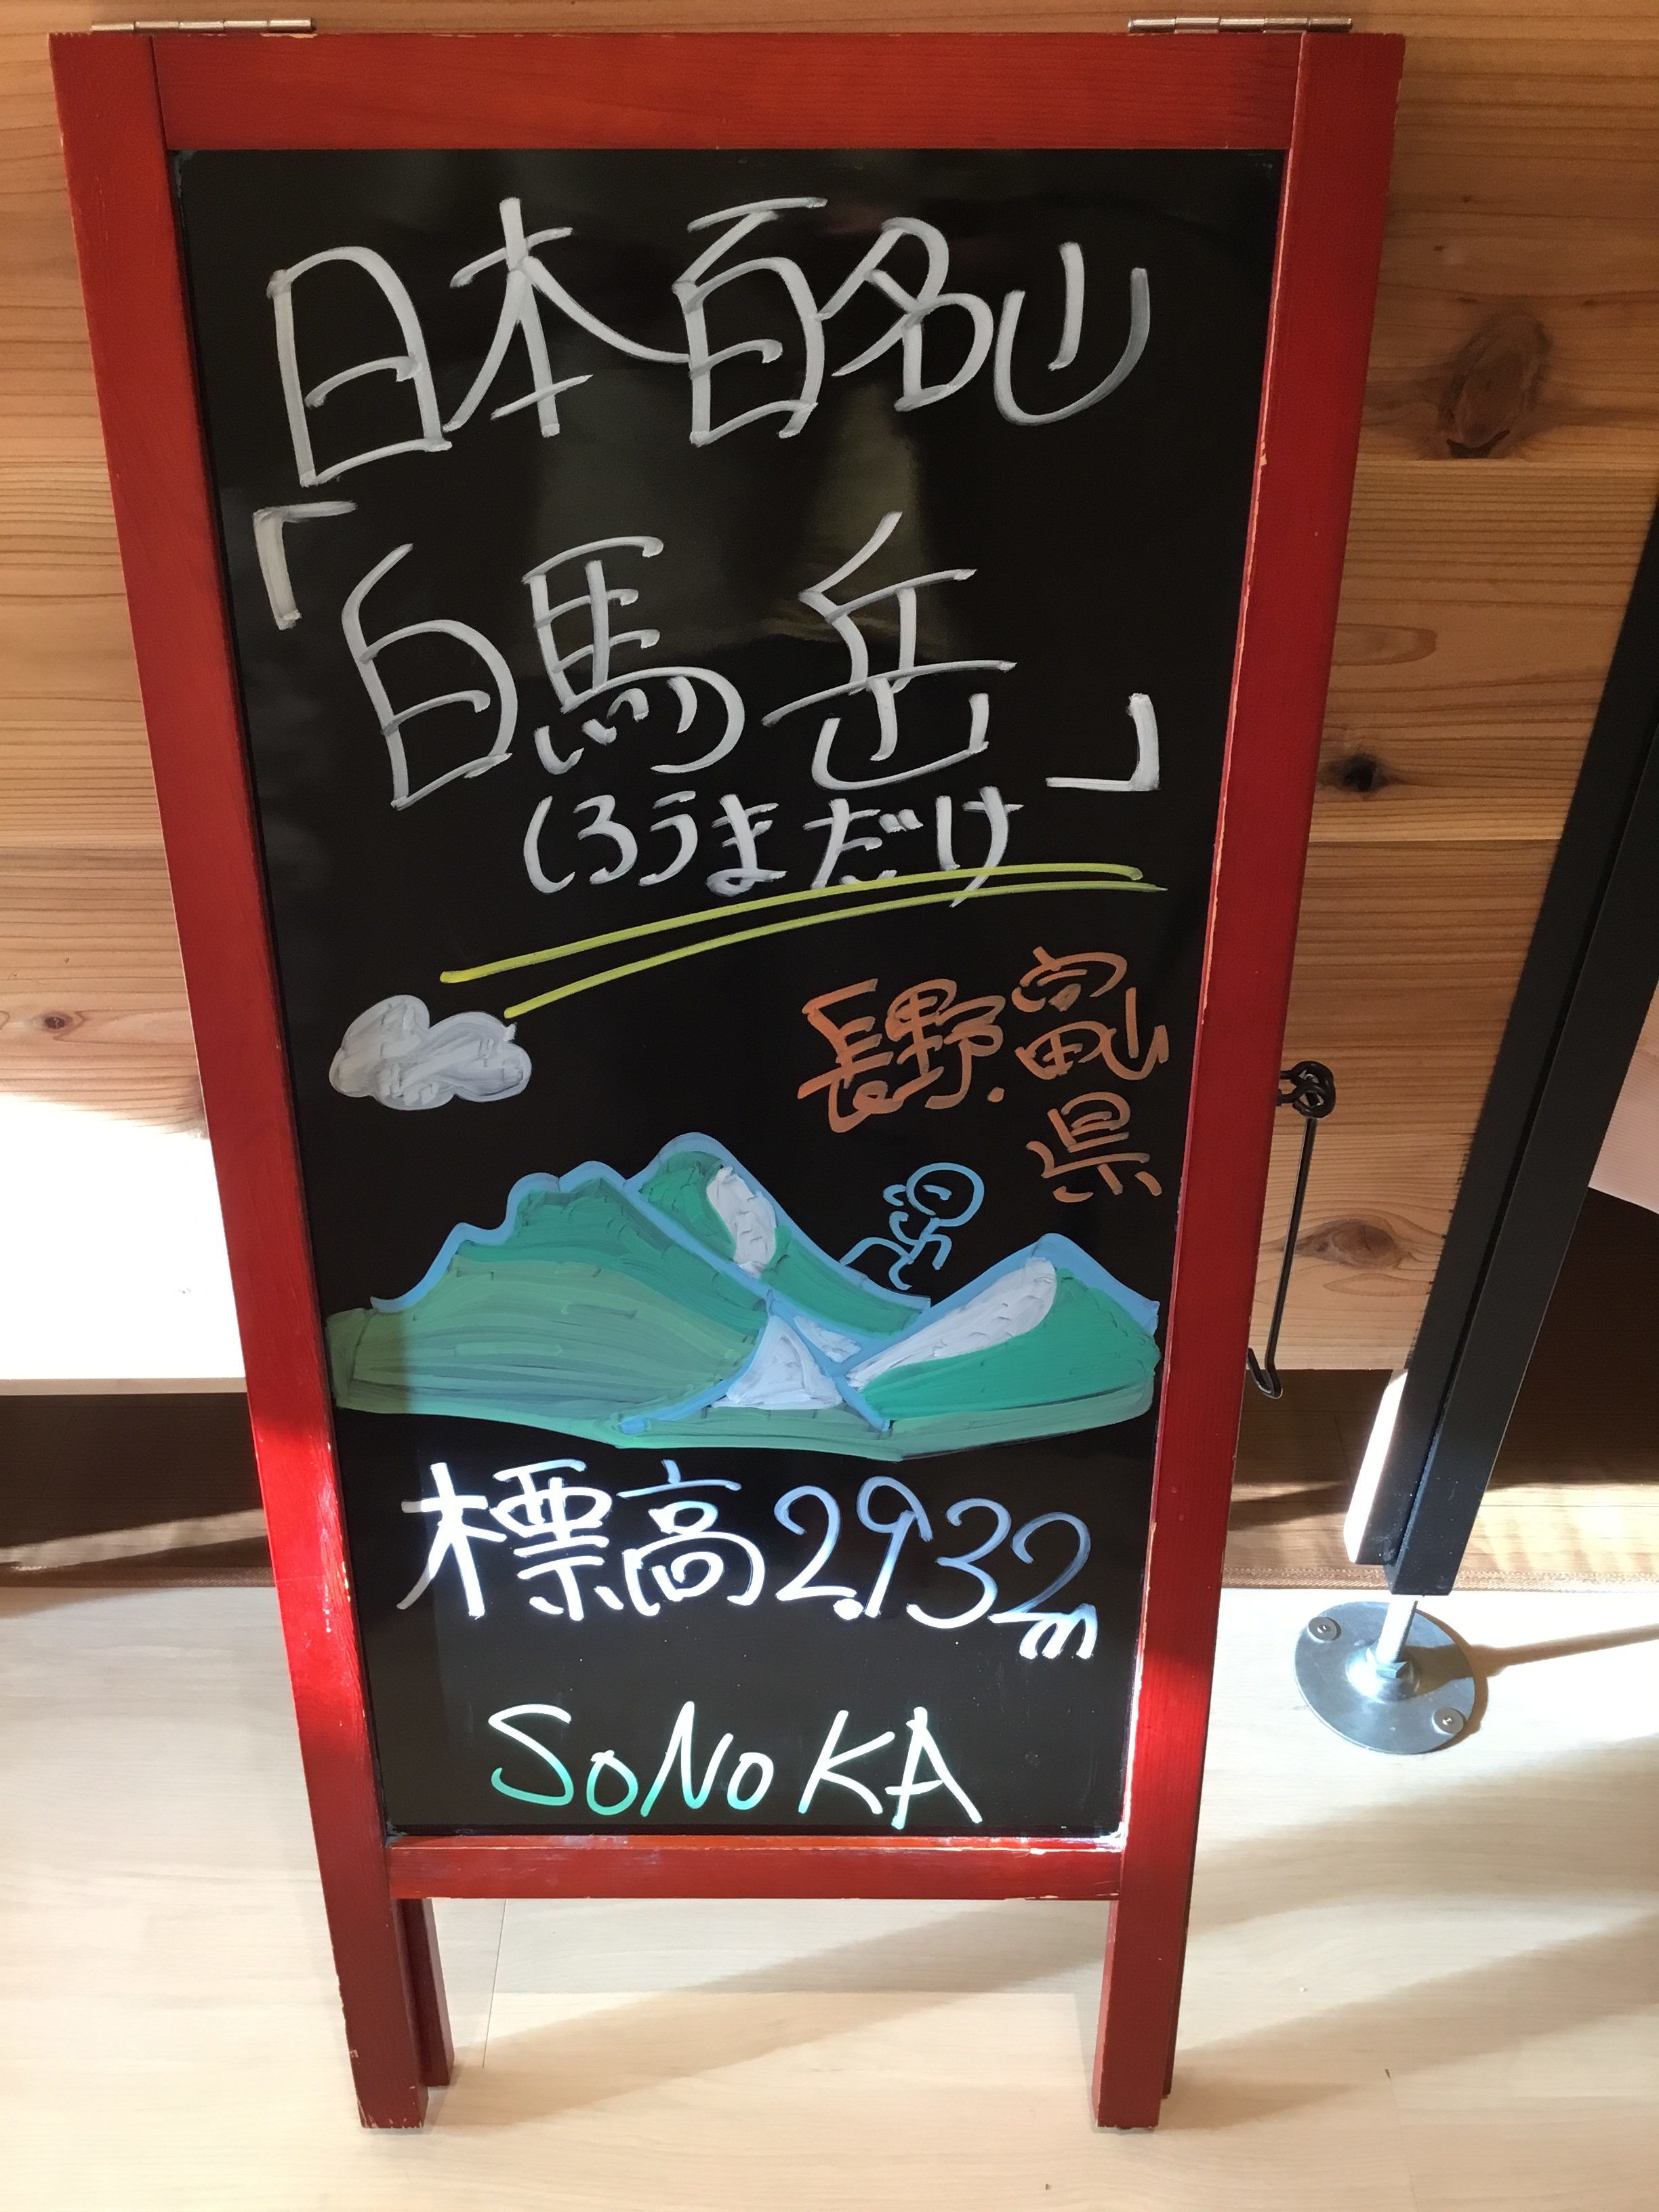 日本百名山
「白馬岳」
しろうまだけ
長野.富山
県
標高2.932m
SoNoKA